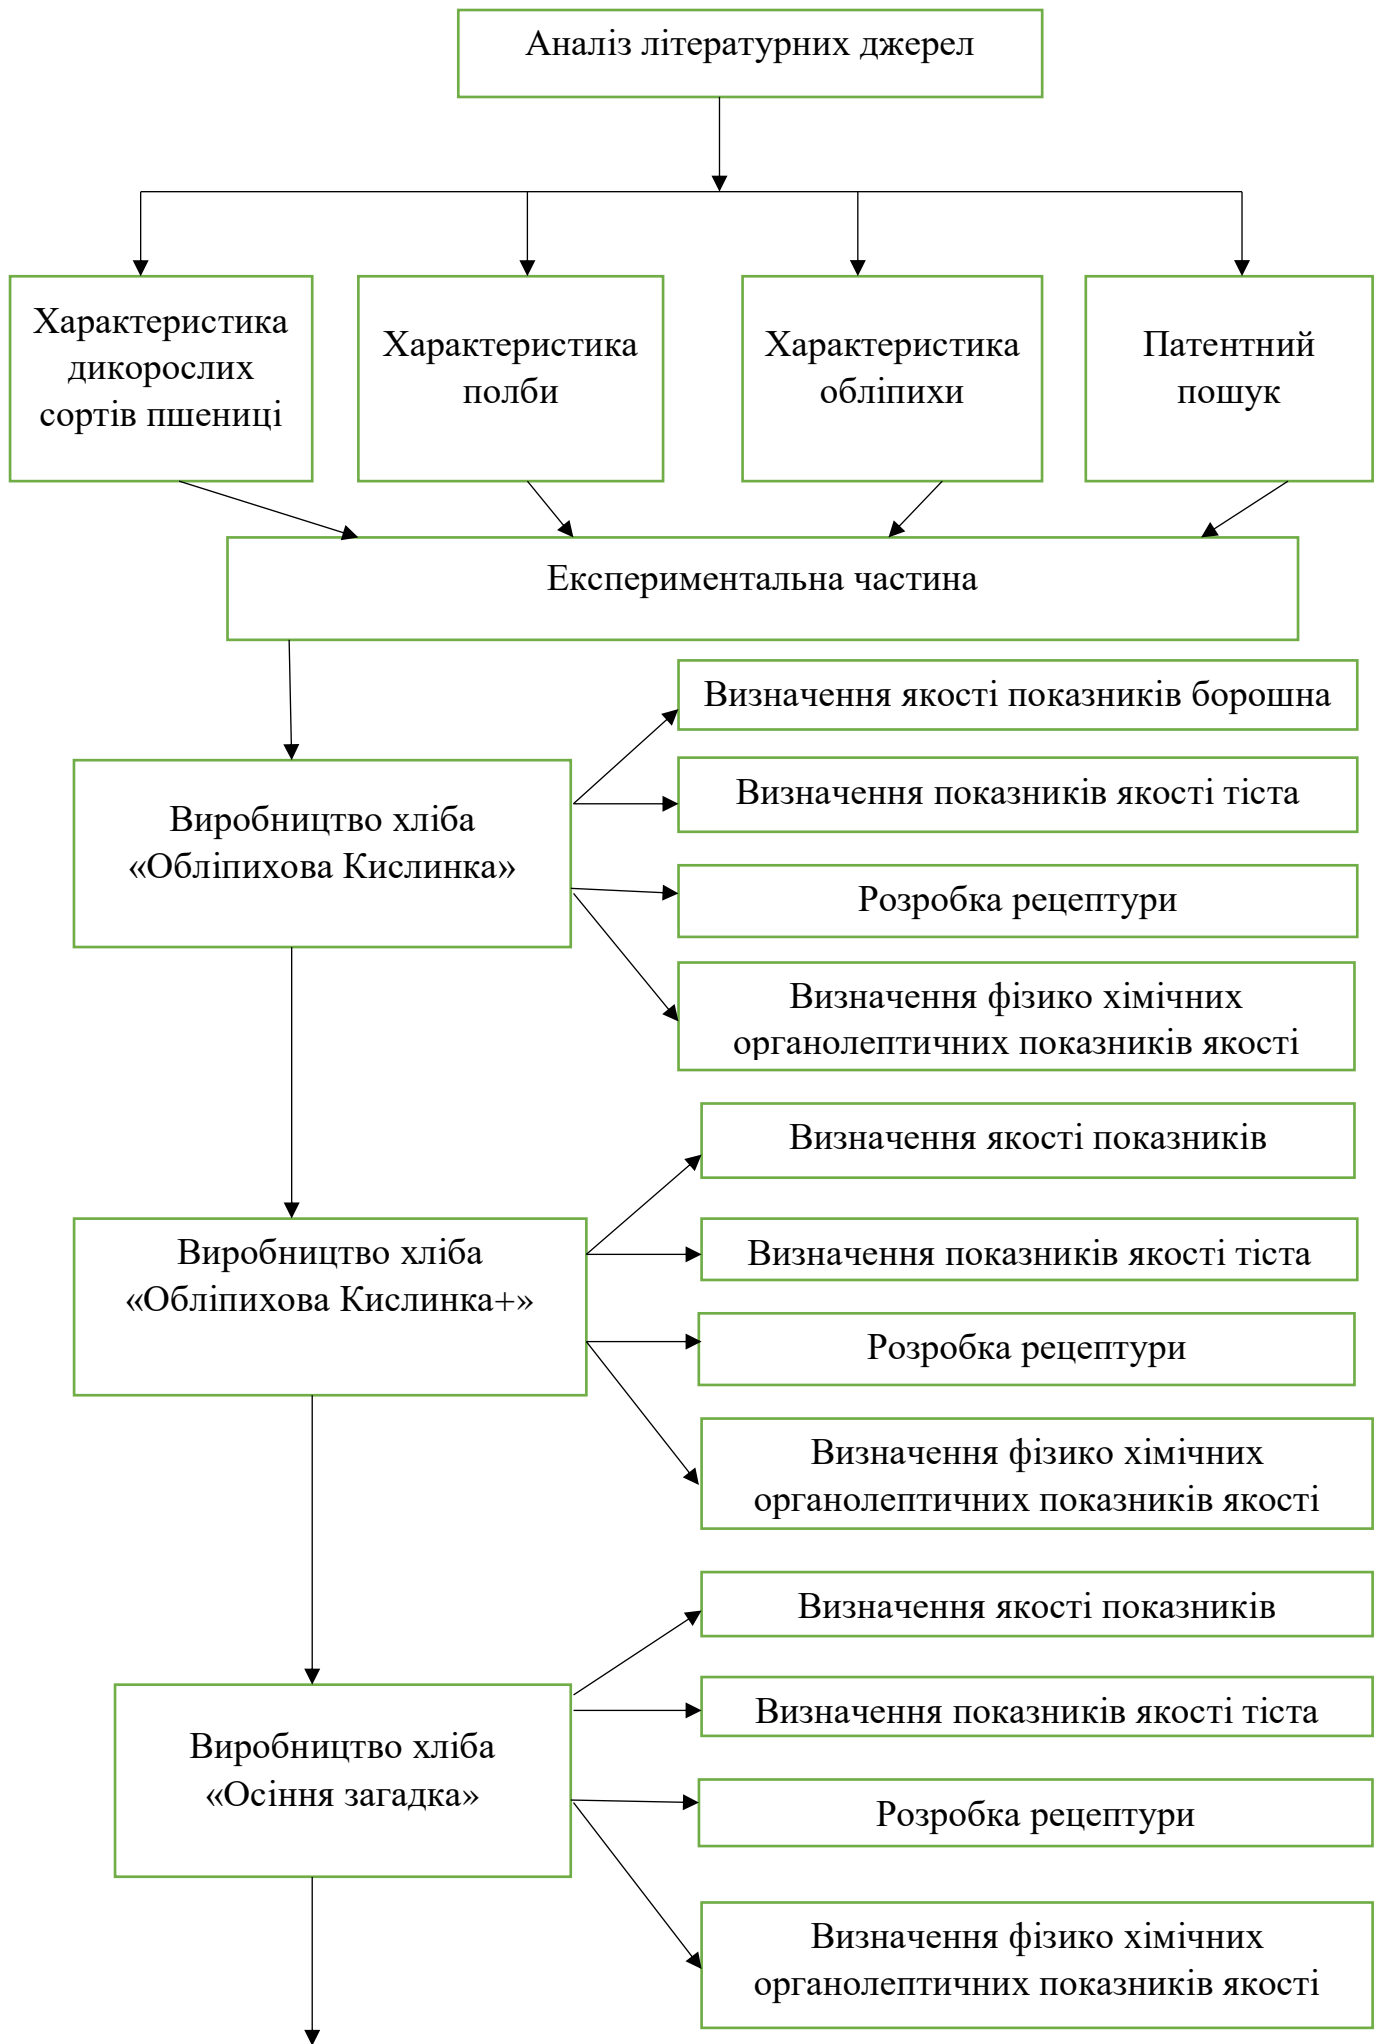 Аналіз літературних джерел
Характеристика
дикорослих
сортів пшениці
Характеристика
полби
Характеристика
обліпихи
Патентний
пошук
Експериментальна частина
Визначення якості показників борошна
Визначення показників якості тіста
Виробництво хліба
«Обліпихова Кислинка»
Розробка рецептури
Визначення фізико хімічних
органолептичних показників якості
Визначення якості показників
Виробництво хліба
«Обліпихова Кислинка+»
Визначення показників якості тіста
Розробка рецептури
Визначення фізико хімічних
органолептичних показників якості
Визначення якості показників
Визначення показників якості тіста
Виробництво хліба
«Осіння загадка»
Розробка рецептури
Визначення фізико хімічних
органолептичних показників якості